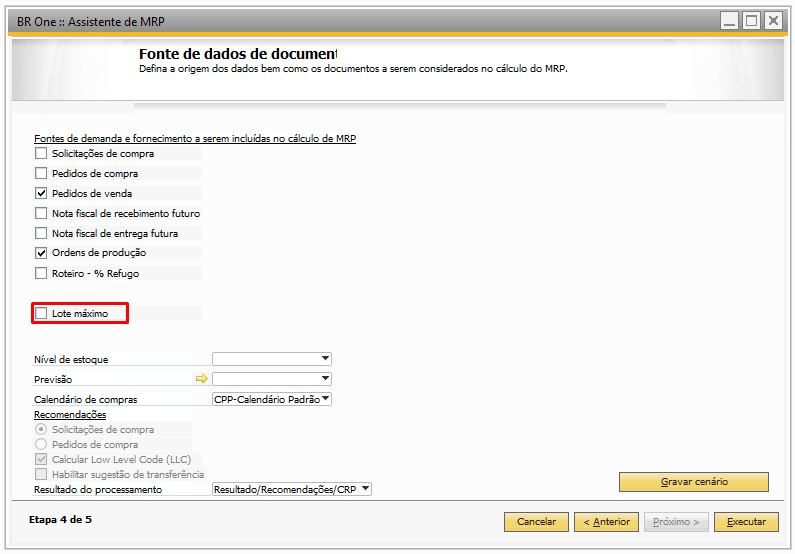 BR One :: Assistente de MRP
Fonte de dados de document
Defina a origem dos dados bem como os documentos a serem considerados no cálculo do MRP.
Fontes de demanda e fornecimento a serem incluídas no cálculo de MRP
Solicitações de compra
Pedidos de compra
Pedidos de venda
Nota fiscal de recebimento futuro
Nota fiscal de entrega futura
Ordens de produção
Roteiro - % Refugo
Lote máximo
Nível de estoque
Previsão
Calendário de compras CPP-Calendário Padrão
Recomendações
Solicitações de compra
Pedidos de compra
Calcular Low Level Code (LLC)
Habilitar sugestão de transferência
Resultado do processamento Resultado/Recomendações/CRP
Gravar cenário
Etapa 4 de 5
Cancelar < Anterior Próximo > Executar